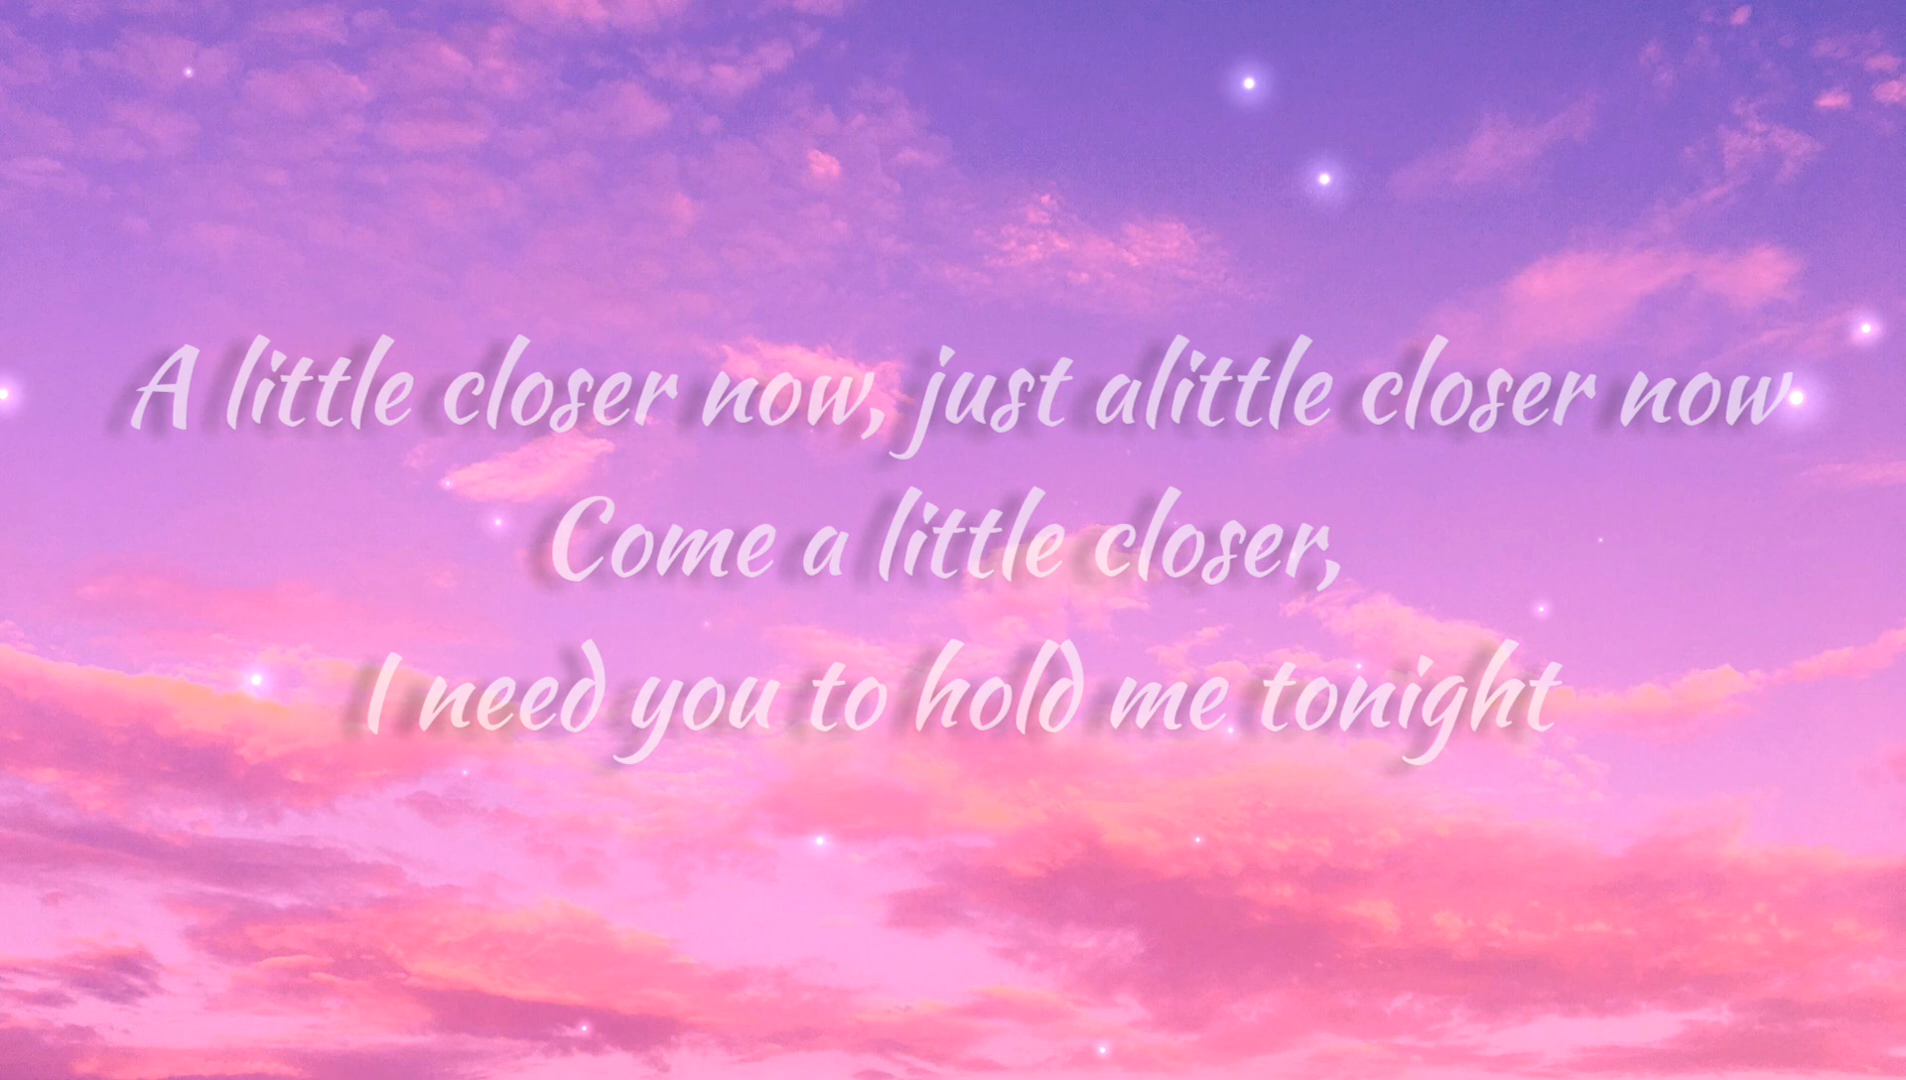 A little closer now, just alittle closer now
Come a little closer,
I need you to hold me tonight